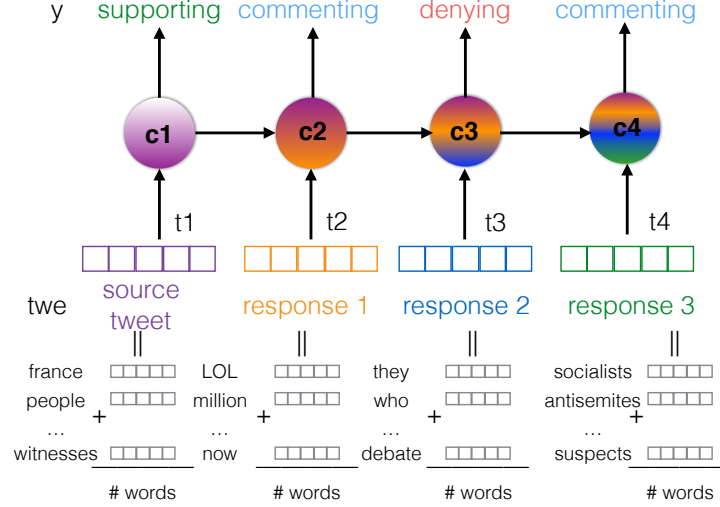 y supporting commenting denying commenting
c1 c2 c3 c4
t1 t2 t3 t4
twe source tweet response 1 response 2 response 3
|| || || ||
france LOL they socialists
people million who antisemites
+ + + +
... ... ... ...
witnesses now debate suspects
# words # words # words # words